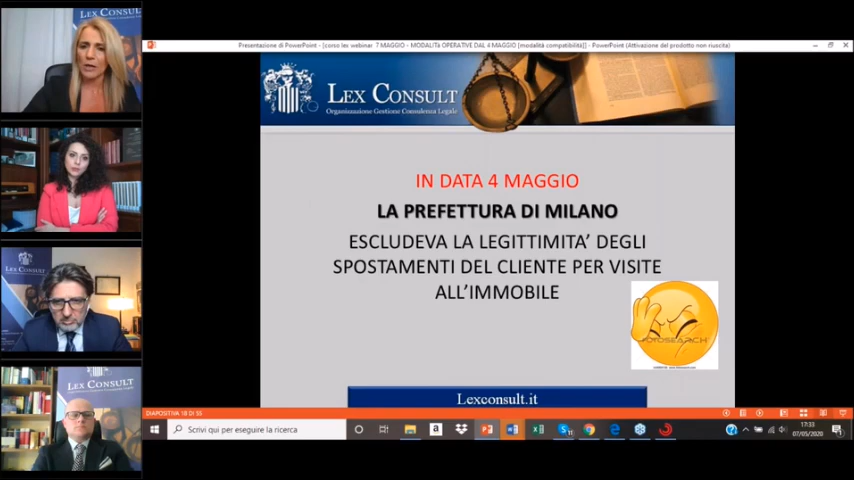 Presentazione di PowerPoint - [corso lex webinar 7 MAGGIO - MODALITà OPERATIVE DAL 4 MAGGIO [modalità compatibilità]] - PowerPoint (Attivazione del prodotto non riuscita)
LEX CONSULT
Organizzazione Gestione Consulenza Legale
IN DATA 4 MAGGIO
LA PREFETTURA DI MILANO
ESCLUDEVA LA LEGITTIMITA' DEGLI
SPOSTAMENTI DEL CLIENTE PER VISITE
ALL'IMMOBILE
FOTOSEARCH
Lexconsult.it
DIAPOSITIVA 18 DI 55
Scrivi qui per eseguire la ricerca
17:33
07/05/2020
LEX CONSULT
LEX CONSULT